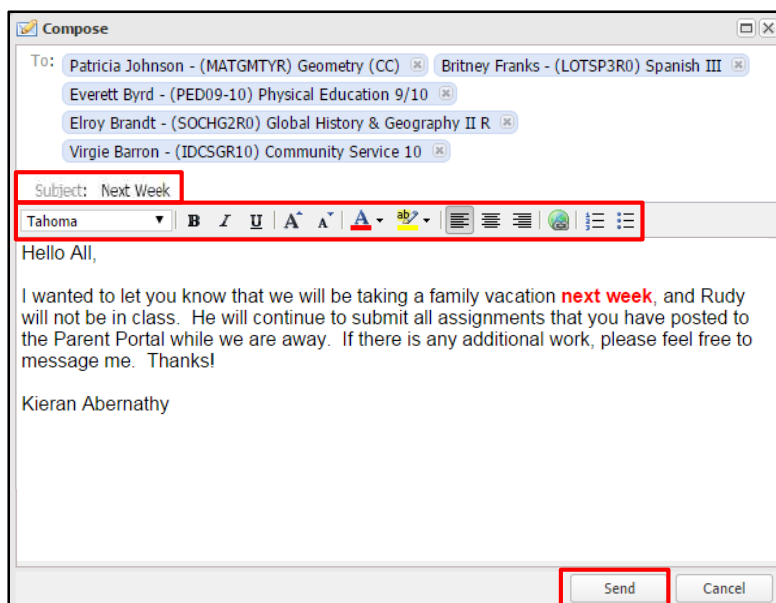 Compose
To: Patricia Johnson - (MATGMTYR) Geometry (CC) Britney Franks - (LOTSP3R0) Spanish III
Everett Byrd - (PED09-10) Physical Education 9/10
Elroy Brandt - (SOCHG2R0) Global History & Geography II R
Virgie Barron - (IDCSGR10) Community Service 10
Subject: Next Week
Tahoma B I U A A A ab
Hello All,
I wanted to let you know that we will be taking a family vacation next week, and Rudy
will not be in class.  He will continue to submit all assignments that you have posted to
the Parent Portal while we are away.  If there is any additional work, please feel free to
message me.  Thanks!
Kieran Abernathy
Send Cancel